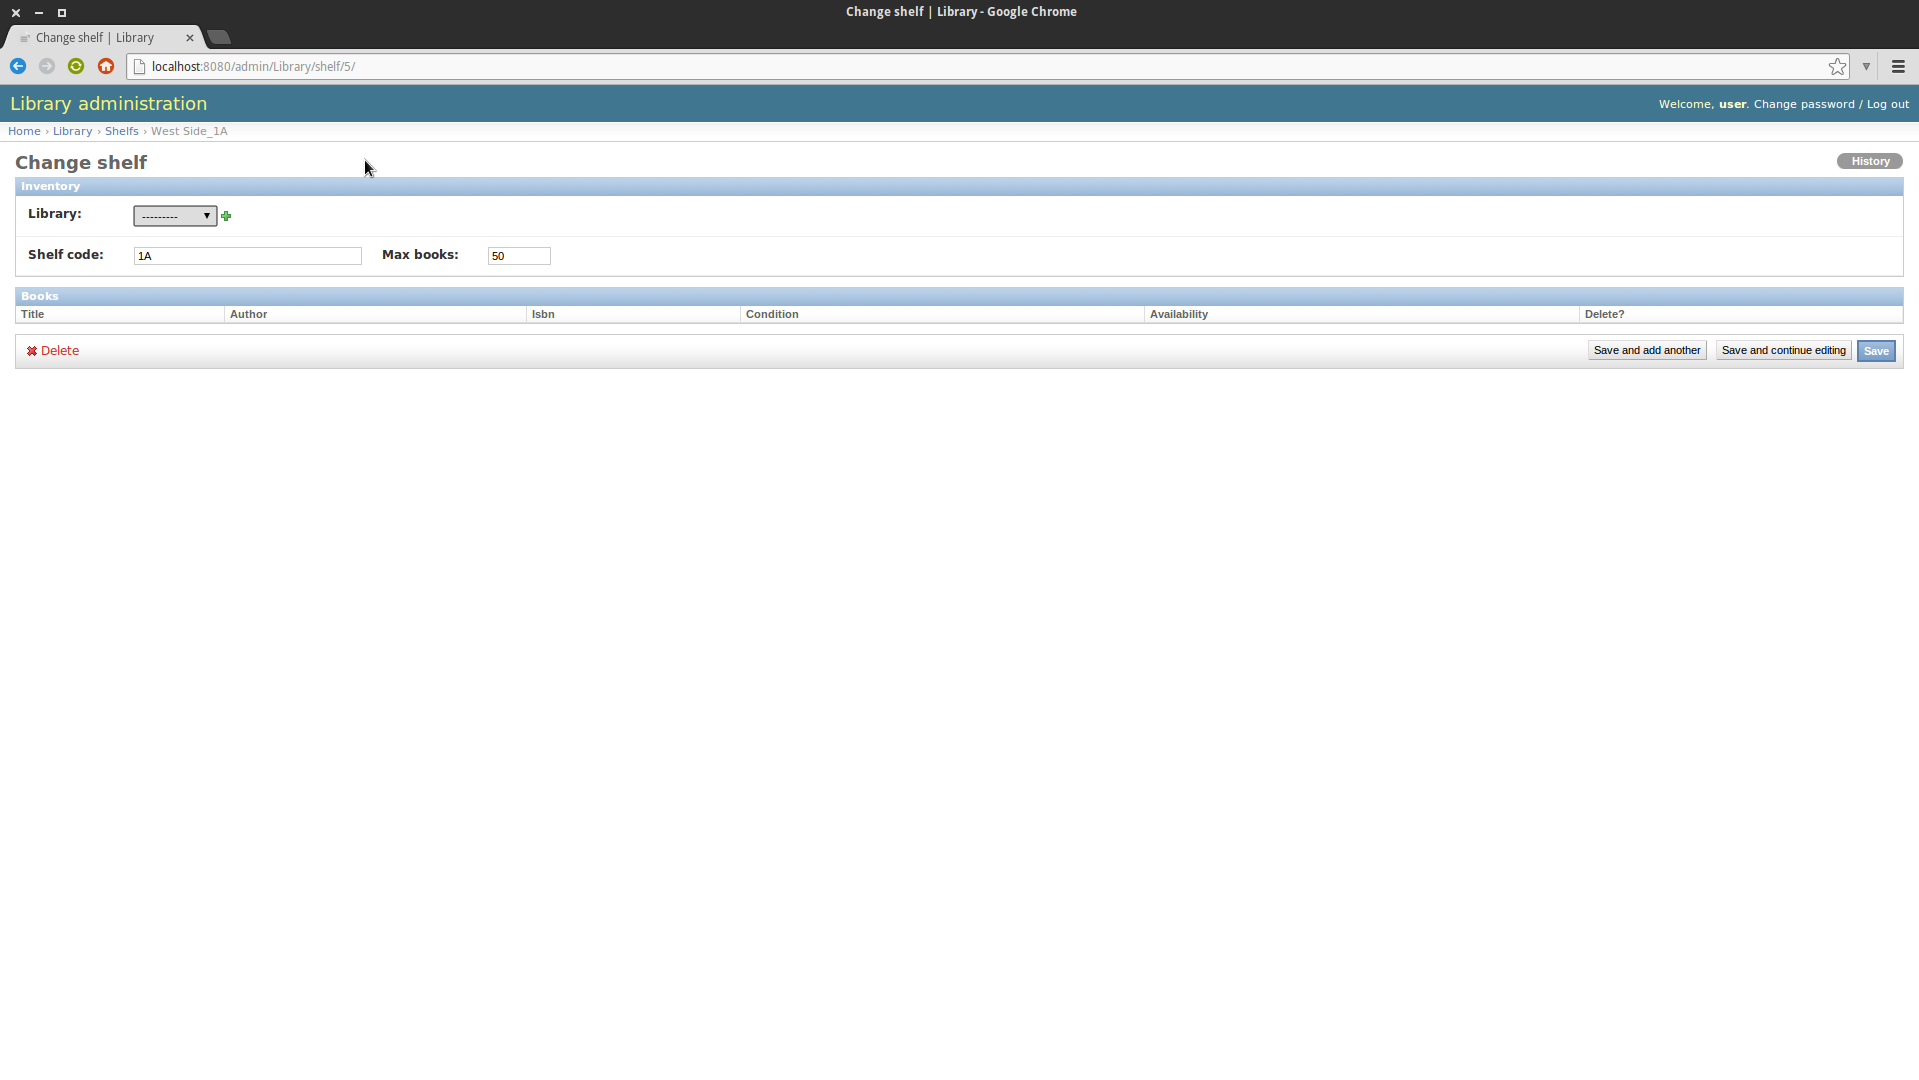 Change shelf | Library - Google Chrome
Change shelf | Library
localhost:8080/admin/Library/shelf/5/
Library administration
Welcome, user. Change password / Log out
Home › Library › Shelfs › West Side_1A
Change shelf
History
Inventory
Library: ---------
Shelf code: 1A Max books: 50
Books
Title Author Isbn Condition Availability Delete?
Delete Save and add another Save and continue editing Save